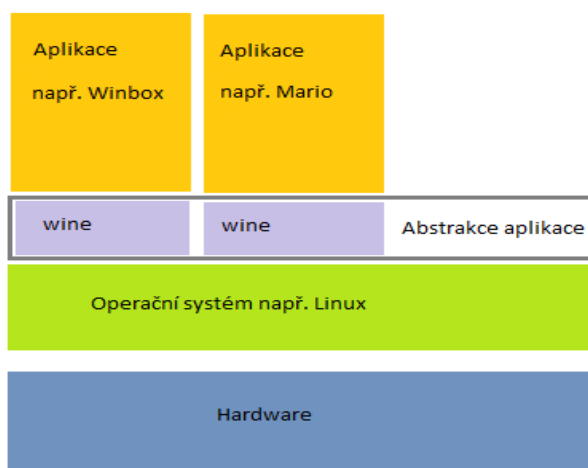 Aplikace
např. Winbox
Aplikace
např. Mario
wine
wine
Abstrakce aplikace
Operační systém např. Linux
Hardware